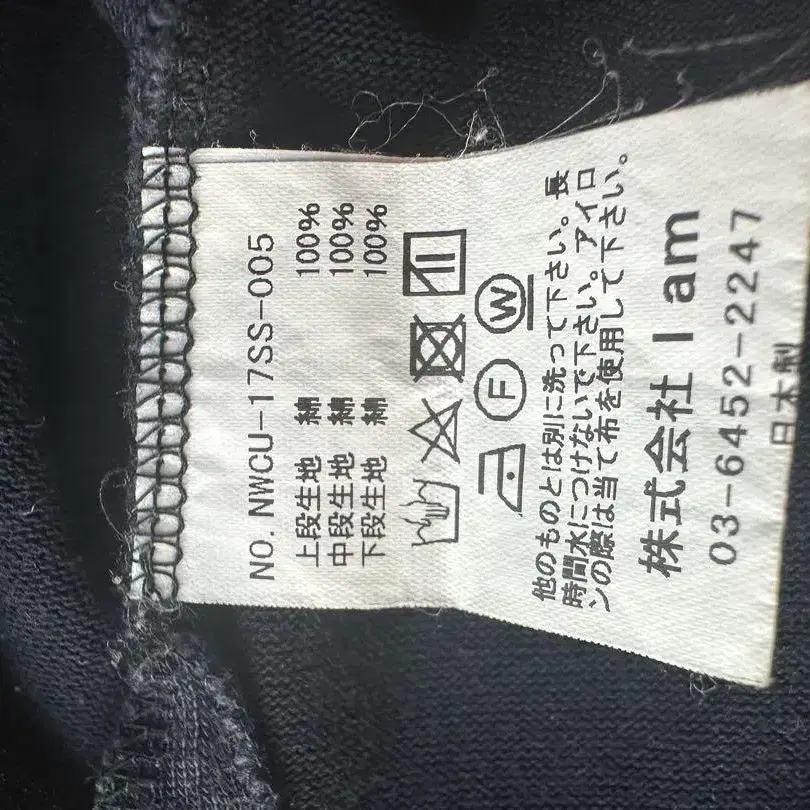 NO. NWCU-17SS-005
上段生地 綿 100%
中段生地 綿 100%
下段生地 綿 100%
F W
他のものとは別に洗って下さい。長
時間水につけないで下さい。アイロ
ンの際は当て布を使用して下さい。
株式会社 I am
03-6452-2247
日本製